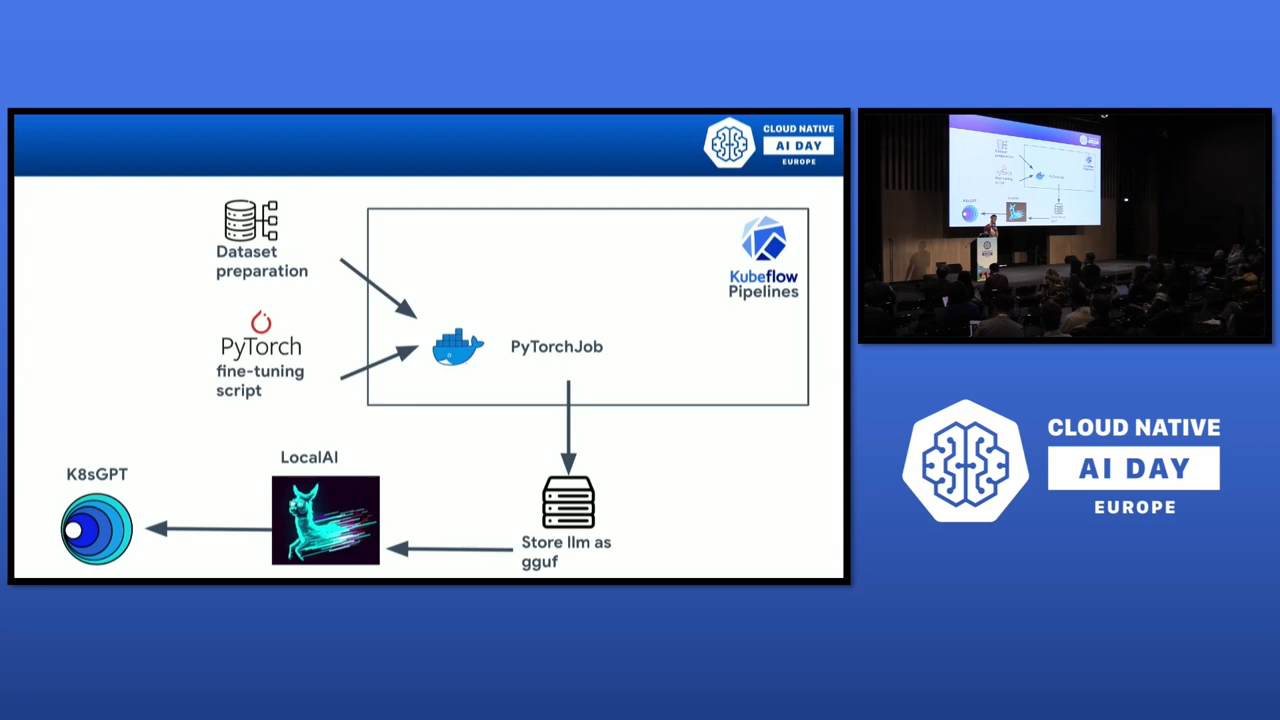 CLOUD NATIVE
AI DAY
EUROPE
Dataset
preparation
PyTorch
fine-tuning
script
Kubeflow
Pipelines
PyTorchJob
K8sGPT
LocalAI
Store llm as
gguf
CLOUD NATIVE
AI DAY
EUROPE